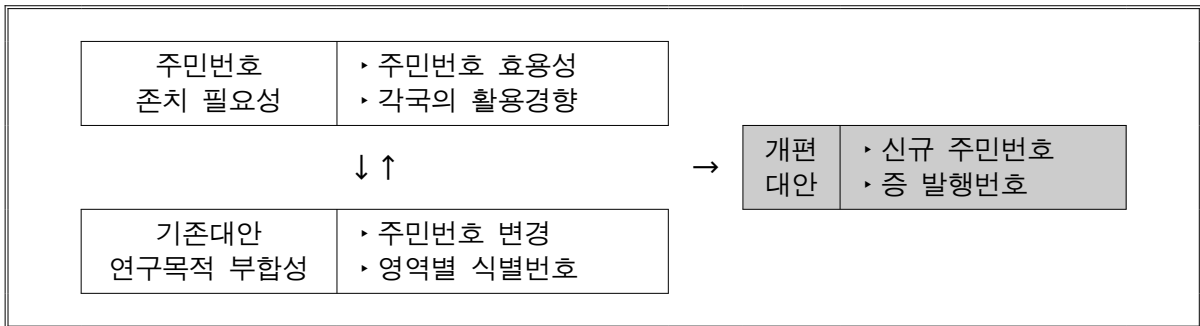 주민번호
존치 필요성
‣주민번호 효용성
‣각국의 활용경향
↓↑
→
개편
대안
‣신규 주민번호
‣증 발행번호
기존대안
연구목적 부합성
‣주민번호 변경
‣영역별 식별번호